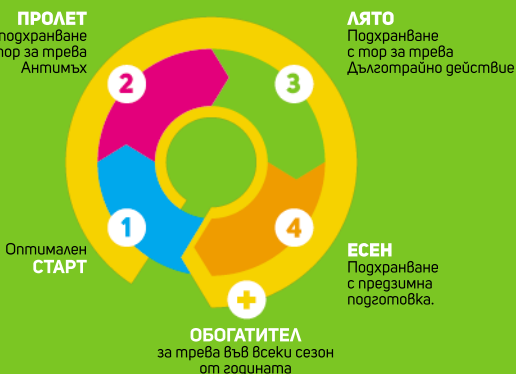 ПРОЛЕТ
подхранване
тор за трева
Антимъх
2
ЛЯТО
Подхранване
с тор за трева
Дълготрайно действие
3
1
Оптимален
СТАРТ
4
ЕСЕН
Подхранване
с предзимна
подготовка.
+
ОБОГАТИТЕЛ
за трева във всеки сезон
от годината